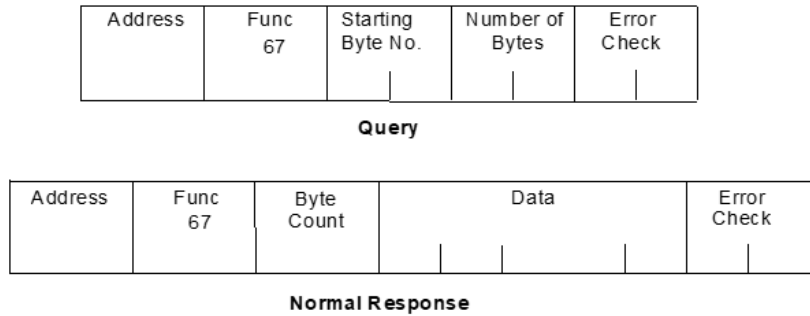 Address Func Starting Number of Error
67 Byte No. Bytes Check
Query
Address Func Byte Data Error
67 Count Check
Normal Response